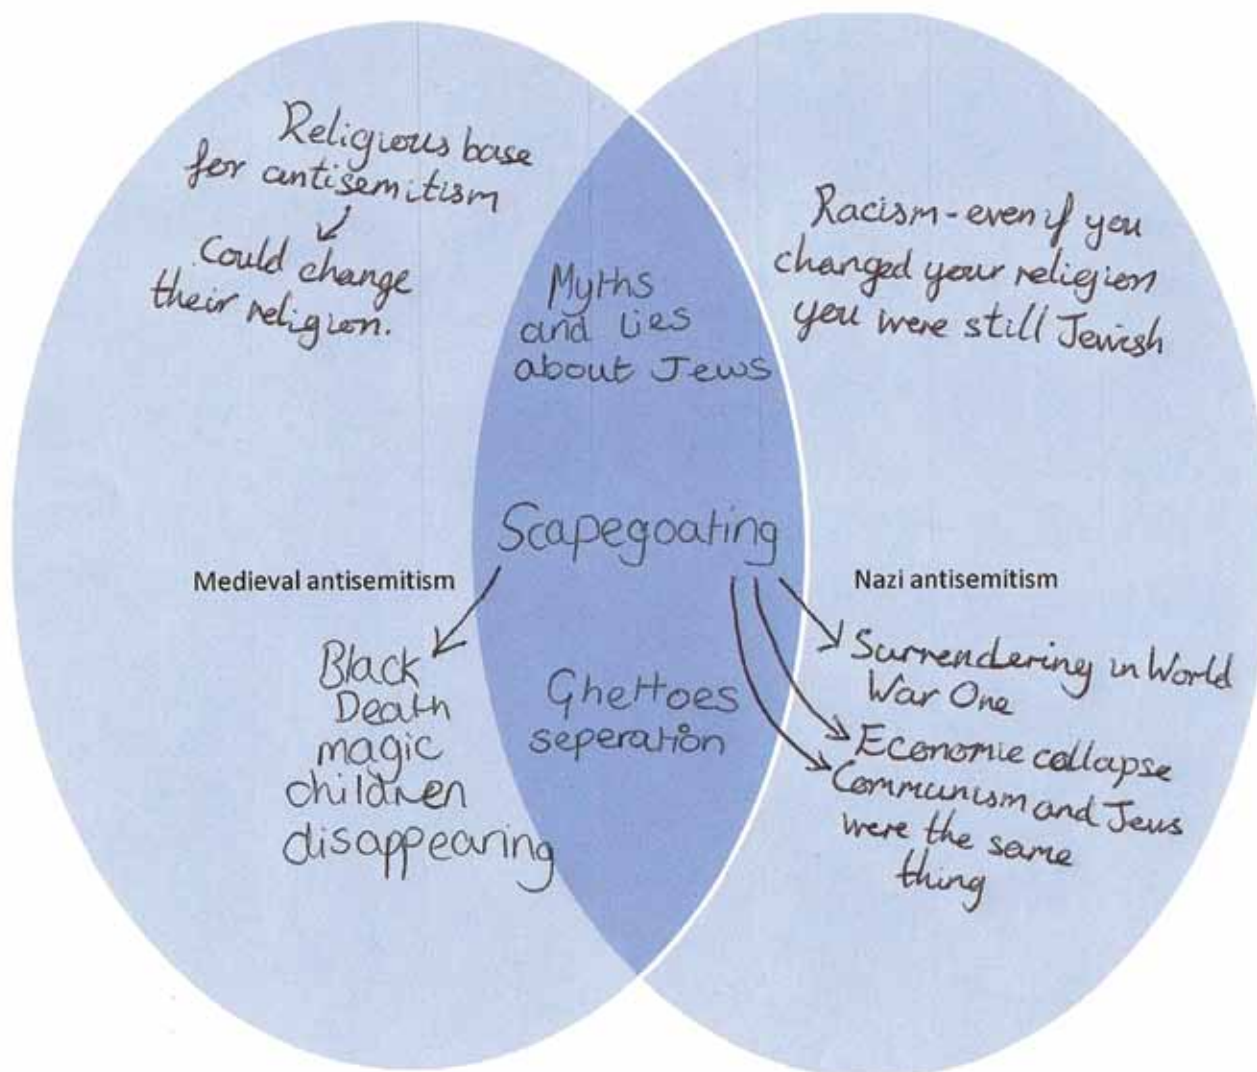 Religious base
for antisemitism
Could change
their religion.
Myths
and lies
about Jews
Racism - even if you
changed your religion
you were still Jewish
Scapegoating
Medieval antisemitism
Nazi antisemitism
Black
Death
magic
children
disappearing
Ghettoes
seperation
Surrendering in World
War One
Economic collapse
Communism and Jews
were the same
thing